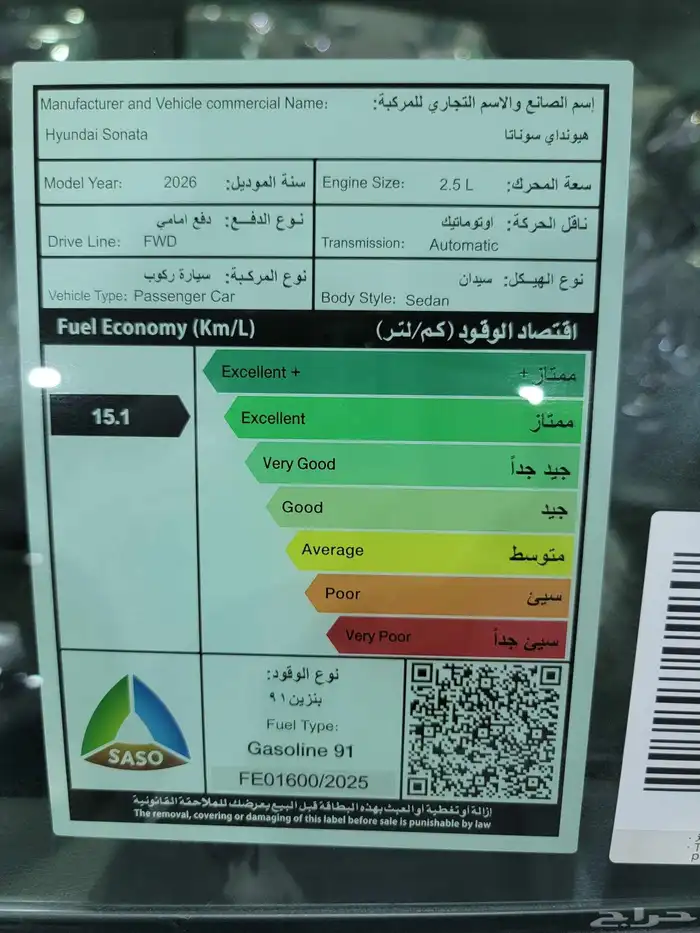 Manufacturer and Vehicle commercial Name: إسم الصانع والاسم التجاري للمركبة:
Hyundai Sonata هيونداي سوناتا
Model Year: 2026 سنة الموديل: Engine Size: 2.5 L سعة المحرك:
نوع الدفع: دفع امامي
Drive Line: FWD
ناقل الحركة: اوتوماتيك
Transmission: Automatic
نوع المركبة: سيارة ركوب
Vehicle Type: Passenger Car
نوع الهيكل: سيدان
Body Style: Sedan
Fuel Economy (Km/L) اقتصاد الوقود (كم/لتر)
Excellent + ممتاز +
15.1
Excellent ممتاز
Very Good جيد جداً
Good جيد
Average متوسط
Poor سيئ
Very Poor سيئ جداً
SASO
نوع الوقود:
بنزين ٩١
Fuel Type:
Gasoline 91
FE01600/2025
إزالة أو تغطية أو العبث بهذه البطاقة قبل البيع يعرضك للملاحقة القانونية
The removal, covering or damaging of this label before sale is punishable by law
حراج